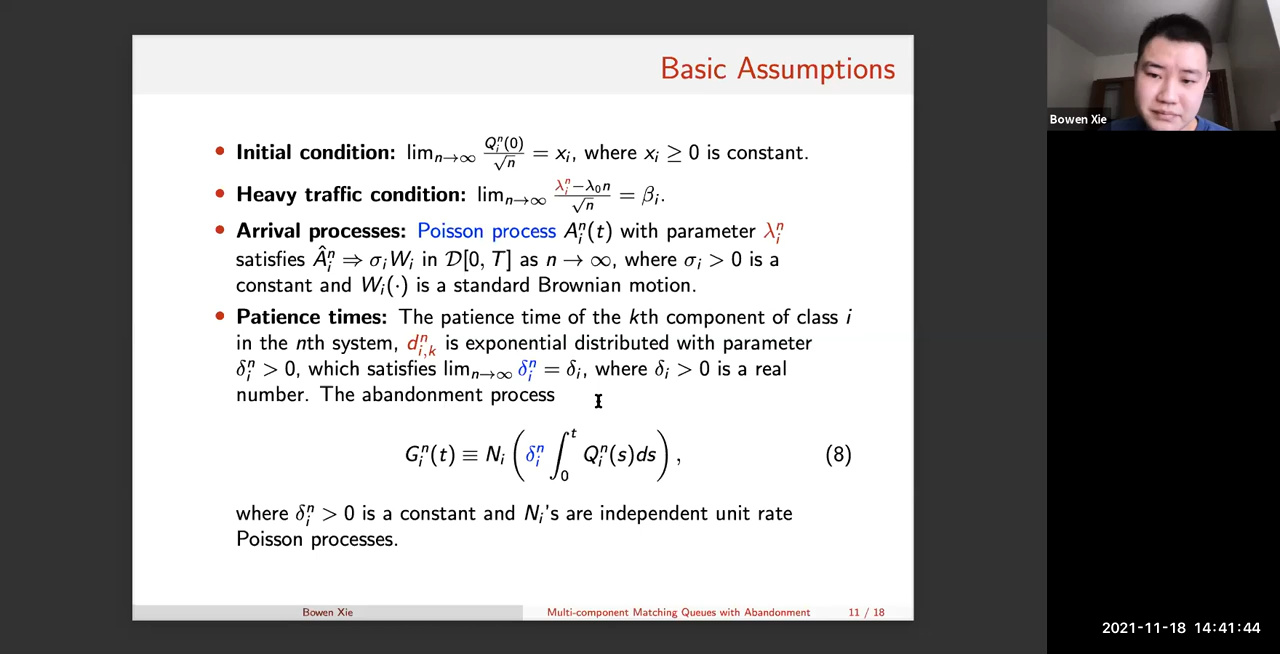 Basic Assumptions
• Initial condition: lim_{n→∞} Q_i^n(0)/√n = x_i, where x_i ≥ 0 is constant.
• Heavy traffic condition: lim_{n→∞} (λ_i^n − λ_0 n)/√n = β_i.
• Arrival processes: Poisson process A_i^n(t) with parameter λ_i^n
satisfies Â_i^n ⇒ σ_i W_i in 𝒟[0, T] as n → ∞, where σ_i > 0 is a
constant and W_i(·) is a standard Brownian motion.
• Patience times: The patience time of the kth component of class i
in the nth system, d_{i,k}^n is exponential distributed with parameter
δ_i^n > 0, which satisfies lim_{n→∞} δ_i^n = δ_i, where δ_i > 0 is a real
number. The abandonment process
G_i^n(t) ≡ N_i (δ_i^n ∫_0^t Q_i^n(s)ds), (8)
where δ_i^n > 0 is a constant and N_i's are independent unit rate
Poisson processes.
Bowen Xie Multi-component Matching Queues with Abandonment 11 / 18
Bowen Xie
2021-11-18 14:41:44